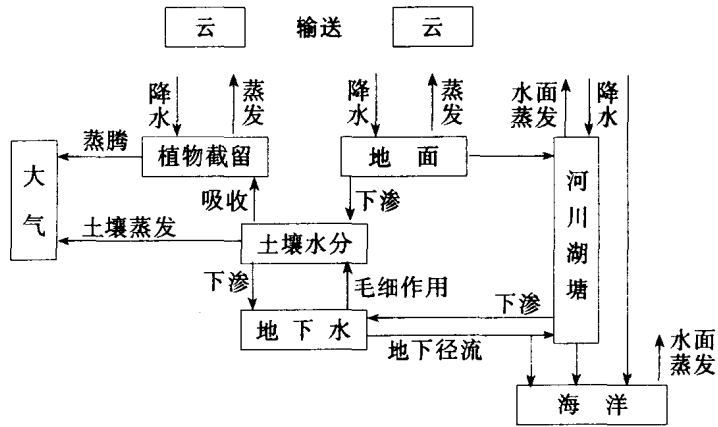 云 输送 云
降水 蒸发 降水 蒸发 水面蒸发 降水
大气 蒸腾 植物截留 地面 河川湖塘
吸收 下渗
土壤蒸发 土壤水分
下渗 毛细作用 下渗
地下水 地下径流
水面蒸发
海洋